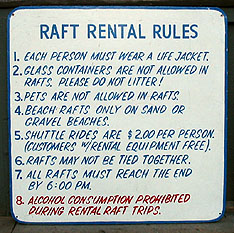 RAFT RENTAL RULES
1. EACH PERSON MUST WEAR A LIFE JACKET.
2. GLASS CONTAINERS ARE NOT ALLOWED IN
RAFTS. PLEASE DO NOT LITTER!
3. PETS ARE NOT ALLOWED IN RAFTS.
4. BEACH RAFTS ONLY ON SAND OR
GRAVEL BEACHES.
5. SHUTTLE RIDES ARE $2.00 PER PERSON.
(CUSTOMERS W/RENTAL EQUIPMENT FREE).
6. RAFTS MAY NOT BE TIED TOGETHER.
7. ALL RAFTS MUST REACH THE END
BY 6:00 PM.
8. ALCOHOL CONSUMPTION PROHIBITED
DURING RENTAL RAFT TRIPS.